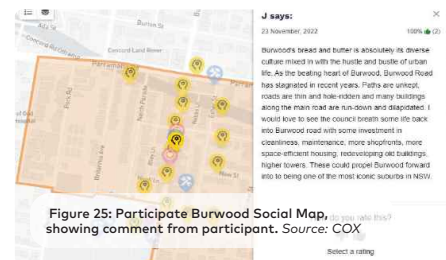 J says:
23 November, 2022
100% (2)
Burwood's bread and butter is absolutely its diverse
culture mixed in with the hustle and bustle of urban
life. As the beating heart of Burwood, Burwood Road
has stagnated in recent years. Paths are unkept,
roads are thin and hole-ridden and many buildings
along the main road are run-down and dilapidated. I
would love to see the council breath some life back
into Burwood road with some investment in
cleanliness, maintenance, more shopfronts, more
space-efficient housing, redeveloping old buildings,
higher towers. These could propel Burwood forward
into to being one of the most iconic suburbs in NSW.
do you rate this?
Select a rating
Burton St
Concord Land Rover
Park Rd
New St
Figure 25: Participate Burwood Social Map,
showing comment from participant. Source: COX